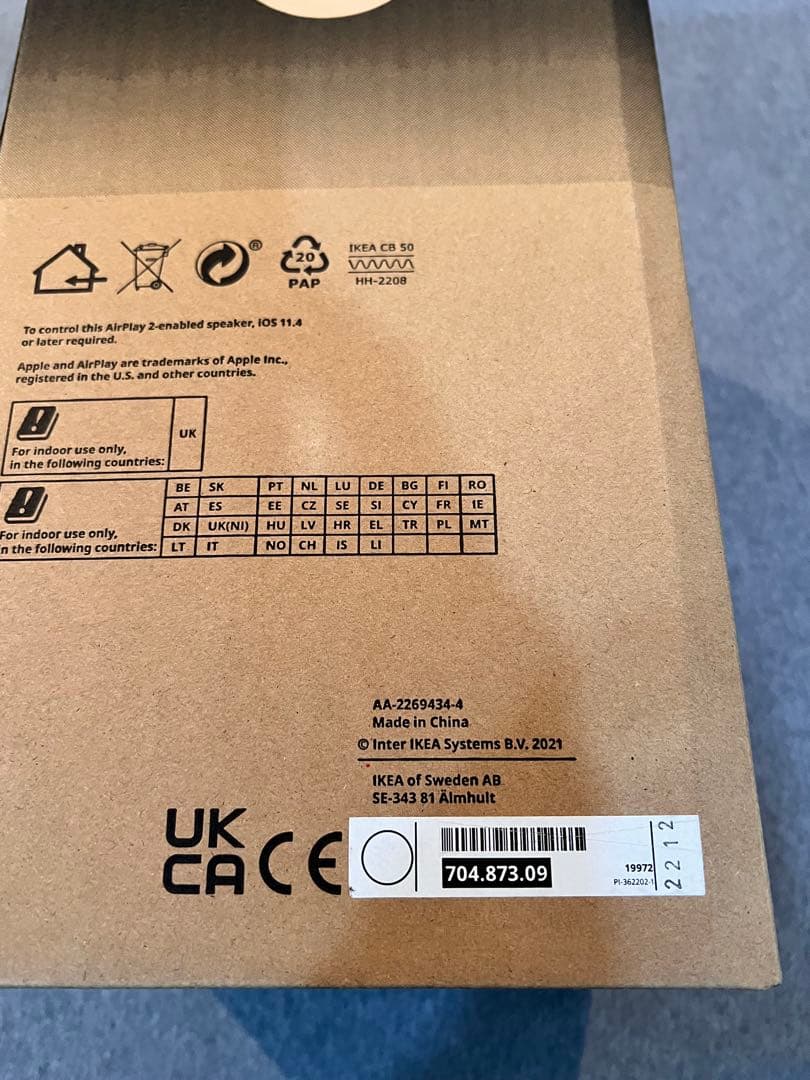 ®
20
PAP
IKEA CB 50
HH-2208
To control this AirPlay 2-enabled speaker, iOS 11.4
or later required.
Apple and AirPlay are trademarks of Apple Inc.,
registered in the U.S. and other countries.
For indoor use only,
in the following countries:
UK
For indoor use only,
in the following countries:
BE SK PT NL LU DE BG FI RO
AT ES EE CZ SE SI CY FR IE
DK UK(NI) HU LV HR EL TR PL MT
LT IT NO CH IS LI
AA-2269434-4
Made in China
© Inter IKEA Systems B.V. 2021
IKEA of Sweden AB
SE-343 81 Älmhult
UK
CA CE
704.873.09
19972
PI-362202-1
2212